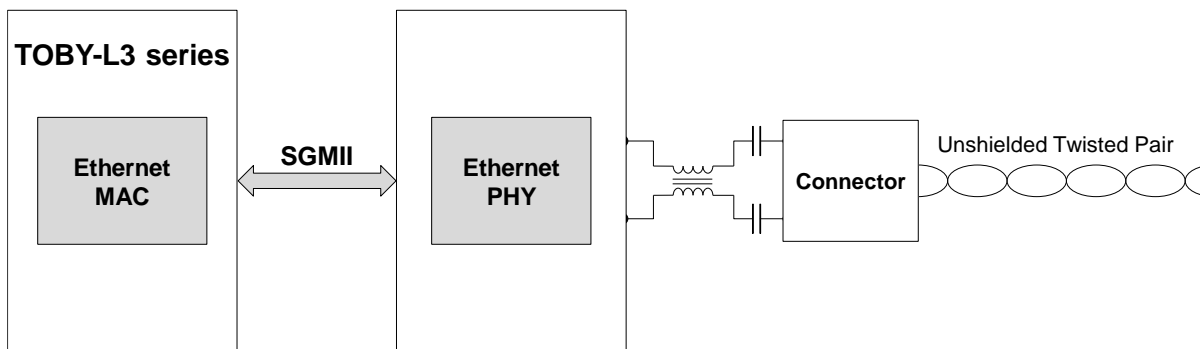 TOBY-L3 series
Ethernet
MAC
SGMII
Ethernet
PHY
Connector
Unshielded Twisted Pair